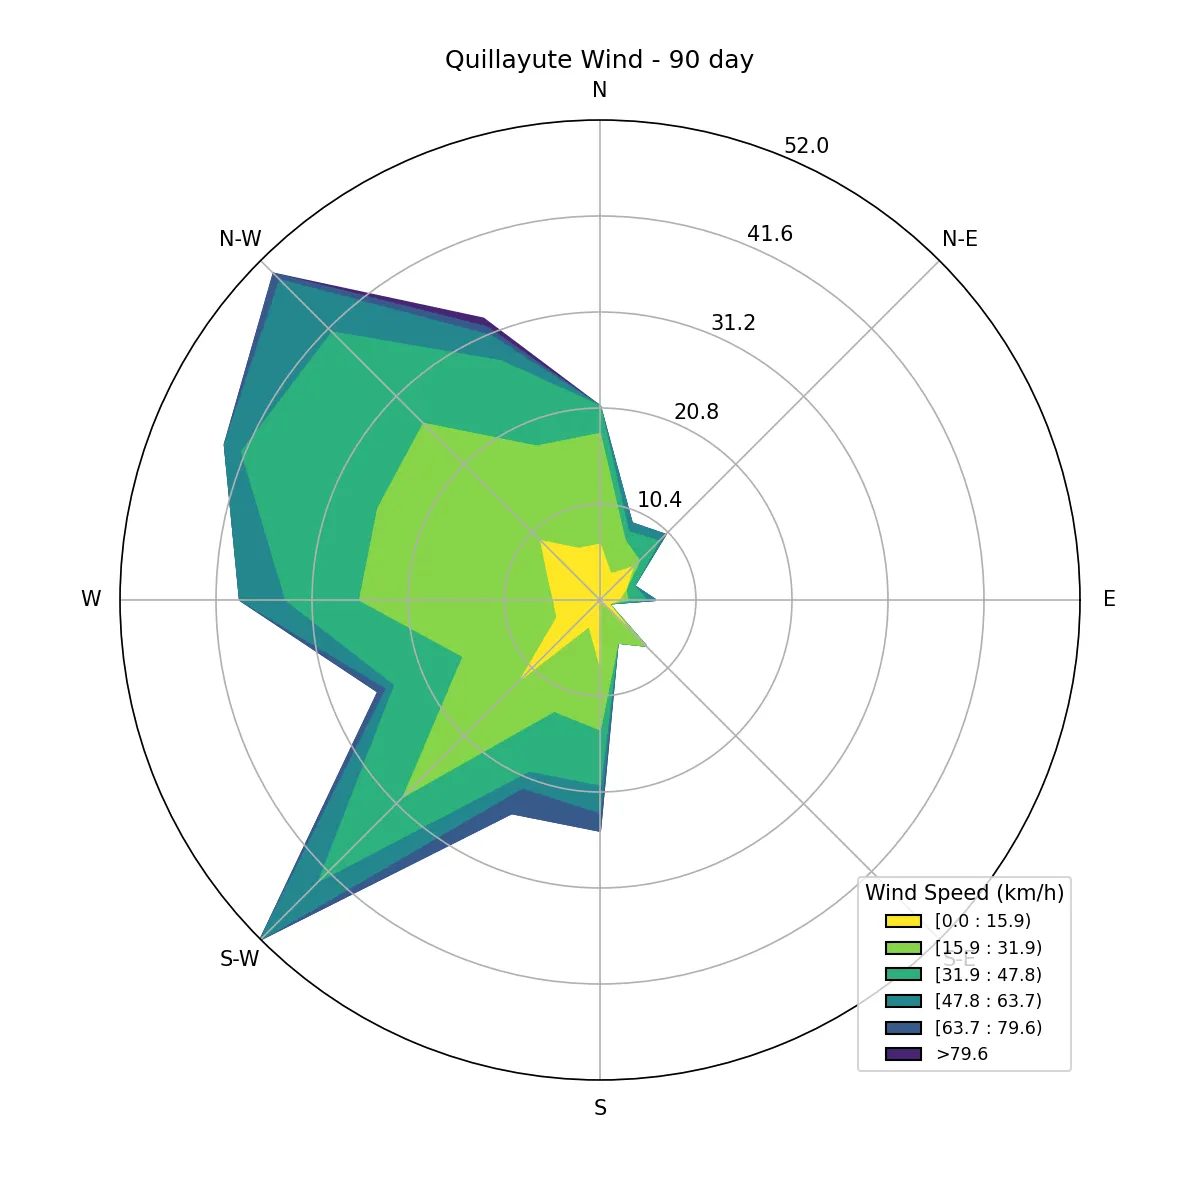 Quillayute Wind - 90 day
N
52.0
41.6
N-W
N-E
31.2
20.8
10.4
W
E
S-W
S-E
Wind Speed (km/h)
[0.0 : 15.9)
[15.9 : 31.9)
[31.9 : 47.8)
[47.8 : 63.7)
[63.7 : 79.6)
>79.6
S